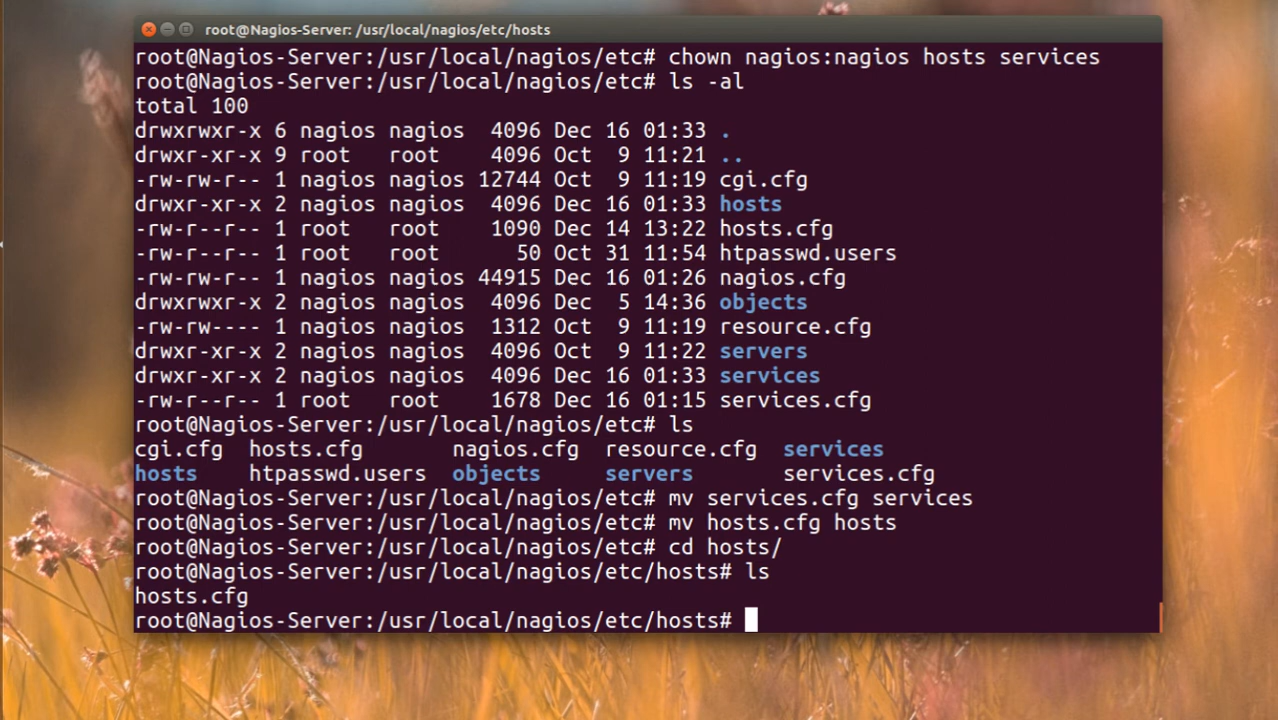 root@Nagios-Server: /usr/local/nagios/etc/hosts
root@Nagios-Server:/usr/local/nagios/etc# chown nagios:nagios hosts services
root@Nagios-Server:/usr/local/nagios/etc# ls -al
total 100
drwxrwxr-x 6 nagios nagios  4096 Dec 16 01:33 .
drwxr-xr-x 9 root   root    4096 Oct  9 11:21 ..
-rw-rw-r-- 1 nagios nagios 12744 Oct  9 11:19 cgi.cfg
drwxr-xr-x 2 nagios nagios  4096 Dec 16 01:33 hosts
-rw-r--r-- 1 root   root    1090 Dec 14 13:22 hosts.cfg
-rw-r--r-- 1 root   root      50 Oct 31 11:54 htpasswd.users
-rw-rw-r-- 1 nagios nagios 44915 Dec 16 01:26 nagios.cfg
drwxrwxr-x 2 nagios nagios  4096 Dec  5 14:36 objects
-rw-rw---- 1 nagios nagios  1312 Oct  9 11:19 resource.cfg
drwxr-xr-x 2 nagios nagios  4096 Oct  9 11:22 servers
drwxr-xr-x 2 nagios nagios  4096 Dec 16 01:33 services
-rw-r--r-- 1 root   root    1678 Dec 16 01:15 services.cfg
root@Nagios-Server:/usr/local/nagios/etc# ls
cgi.cfg  hosts.cfg       nagios.cfg  resource.cfg  services
hosts    htpasswd.users  objects     servers       services.cfg
root@Nagios-Server:/usr/local/nagios/etc# mv services.cfg services
root@Nagios-Server:/usr/local/nagios/etc# mv hosts.cfg hosts
root@Nagios-Server:/usr/local/nagios/etc# cd hosts/
root@Nagios-Server:/usr/local/nagios/etc/hosts# ls
hosts.cfg
root@Nagios-Server:/usr/local/nagios/etc/hosts#